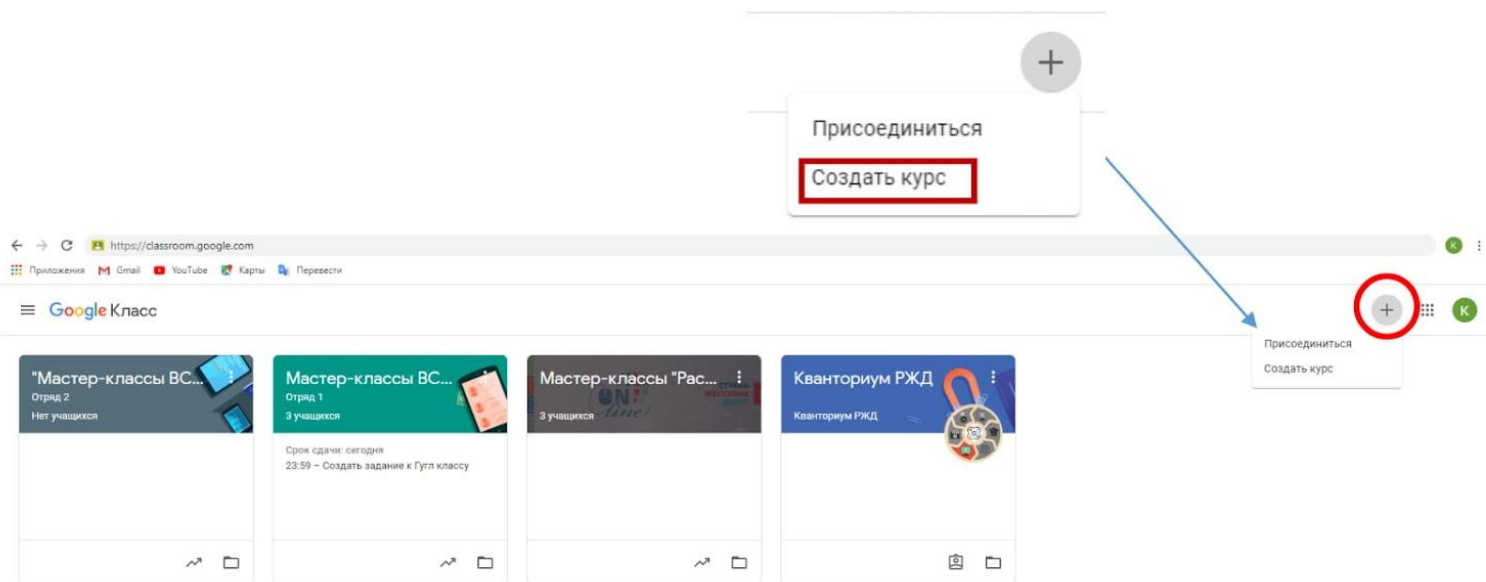 +
Присоединиться
Создать курс
https://classroom.google.com
К
Приложения Gmail YouTube Карты Перевести
Google Класс
+ К
Присоединиться
Создать курс
"Мастер-классы ВС...
Отряд 2
Нет учащихся
Мастер-классы ВС...
Отряд 1
3 учащихся
Срок сдачи: сегодня
23:59 – Создать задание к Гугл классу
Мастер-классы "Рас...
3 учащихся
ON
line
Кванториум РЖД
Кванториум РЖД